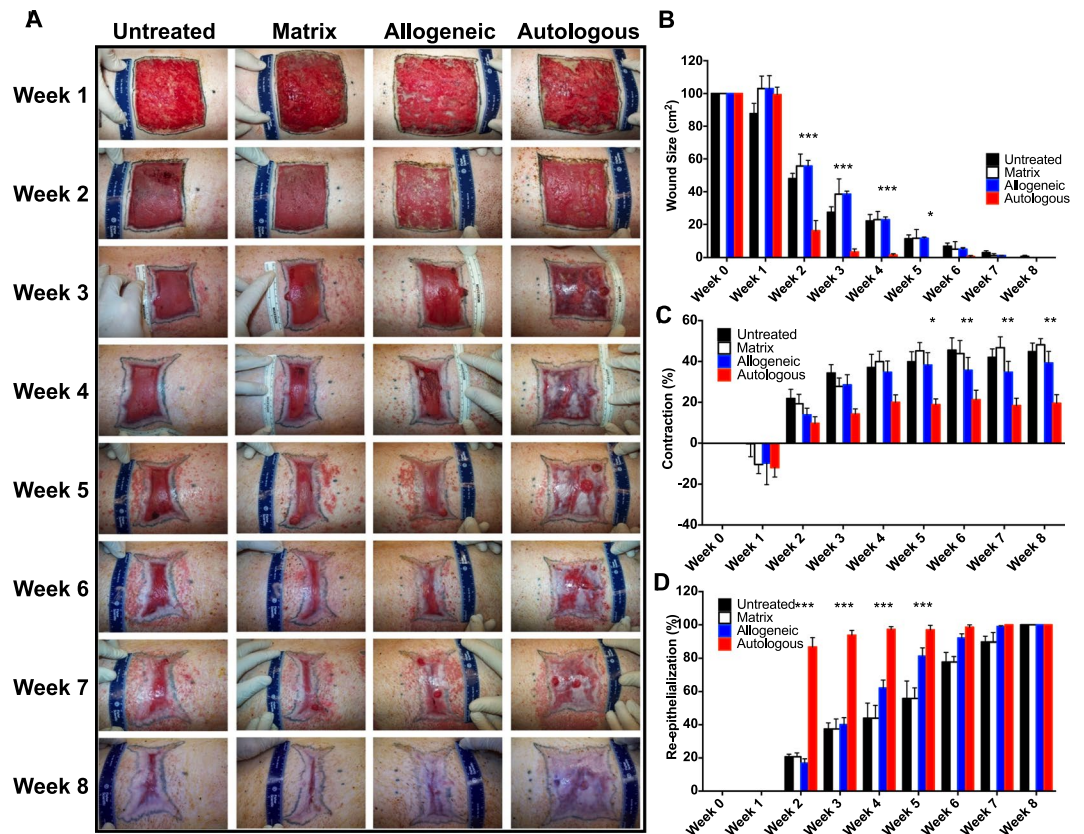 A
Untreated
Matrix
Allogeneic
Autologous
Week 1
Week 2
Week 3
Week 4
Week 5
Week 6
Week 7
Week 8
B
Wound Size (cm²)
120
100
80
60
40
20
0
***
***
***
*
Untreated
Matrix
Allogeneic
Autologous
Week 0
Week 1
Week 2
Week 3
Week 4
Week 5
Week 6
Week 7
Week 8
C
Contraction (%)
60
40
20
0
-20
-40
Untreated
Matrix
Allogeneic
Autologous
*
**
**
**
Week 0
Week 1
Week 2
Week 3
Week 4
Week 5
Week 6
Week 7
Week 8
D
Re-epithelialization (%)
100
80
60
40
20
0
Untreated
Matrix
Allogeneic
Autologous
***
***
***
***
Week 0
Week 1
Week 2
Week 3
Week 4
Week 5
Week 6
Week 7
Week 8